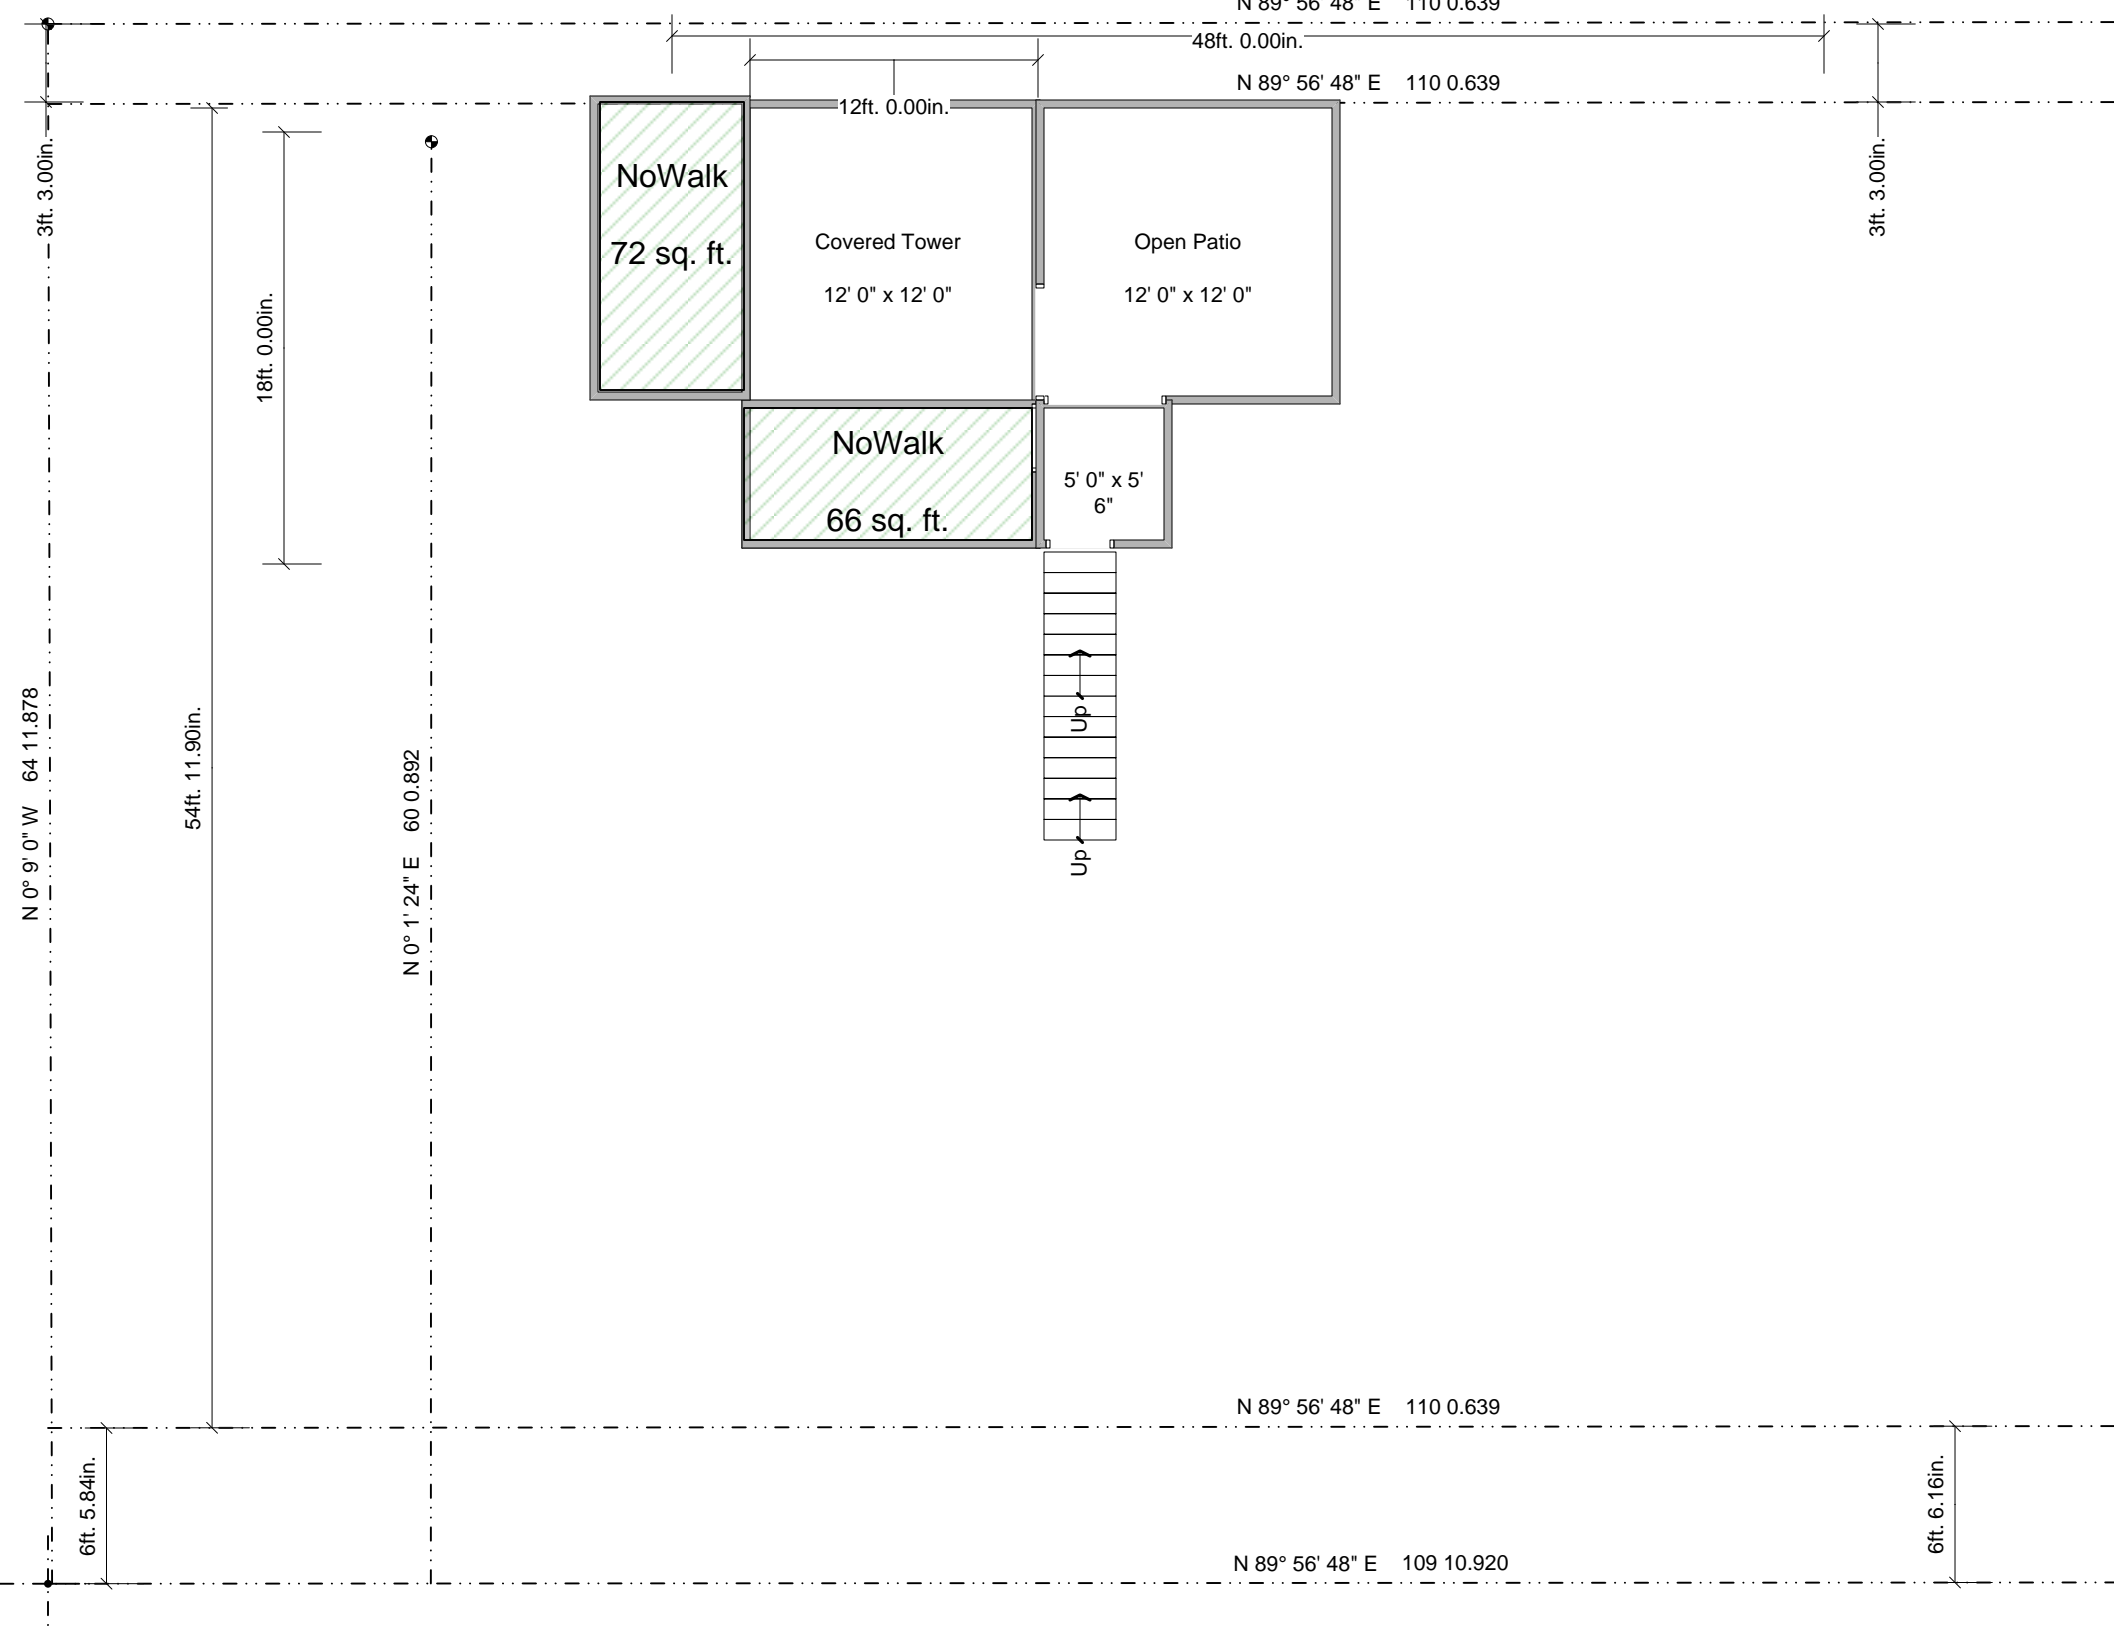 N 89° 56' 48" E 110 0.639
48ft. 0.00in.
N 89° 56' 48" E 110 0.639
12ft. 0.00in.
3ft. 3.00in.
3ft. 3.00in.
NoWalk
72 sq. ft.
Covered Tower
12' 0" x 12' 0"
Open Patio
12' 0" x 12' 0"
18ft. 0.00in.
NoWalk
66 sq. ft.
5' 0" x 5'
6"
Up
Up
N 0° 9' 0" W 64 11.878
54ft. 11.90in.
N 0° 1' 24" E 60 0.892
N 89° 56' 48" E 110 0.639
6ft. 5.84in.
6ft. 6.16in.
N 89° 56' 48" E 109 10.920